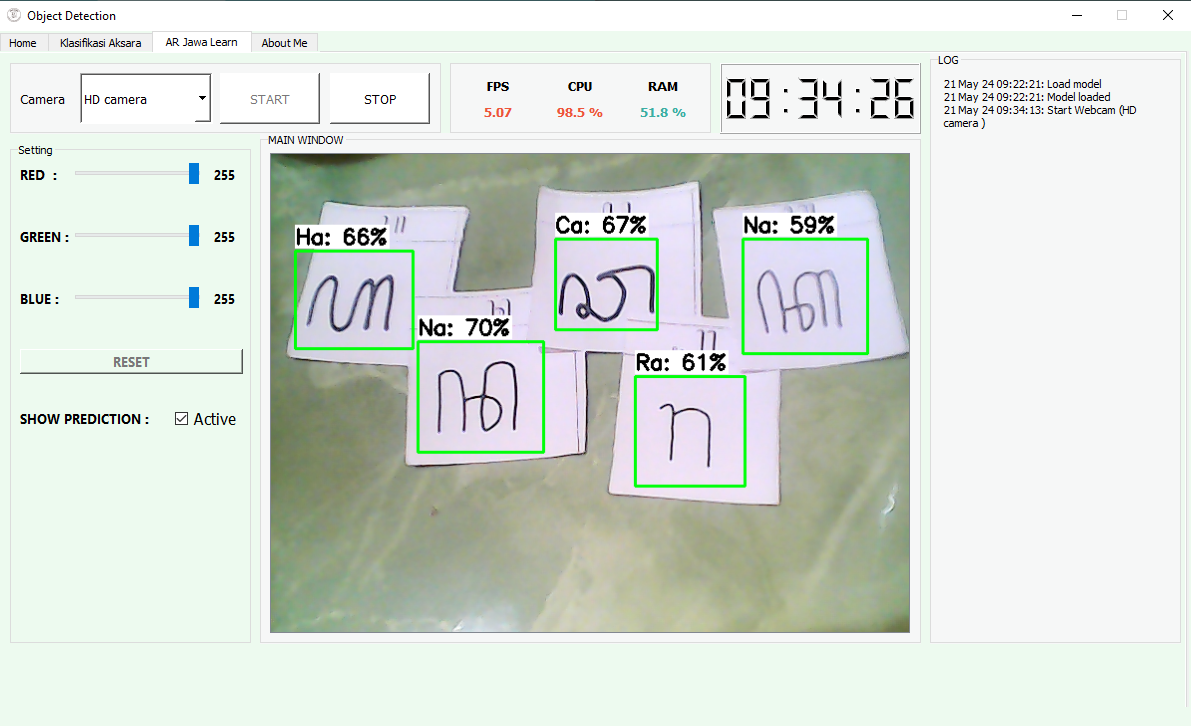 Object Detection
Home Klasifikasi Aksara AR Jawa Learn About Me
Camera HD camera START STOP
FPS CPU RAM
5.07 98.5 % 51.8 %
09:34:26
LOG
21 May 24 09:22:21: Load model
21 May 24 09:22:21: Model loaded
21 May 24 09:34:13: Start Webcam (HD
camera )
Setting
RED : 255
GREEN : 255
BLUE : 255
RESET
SHOW PREDICTION : Active
MAIN WINDOW
Ha: 66%
ꦲ
Ca: 67%
ꦕ
Na: 59%
ꦤ
Na: 70%
ꦤ
Ra: 61%
ꦫ